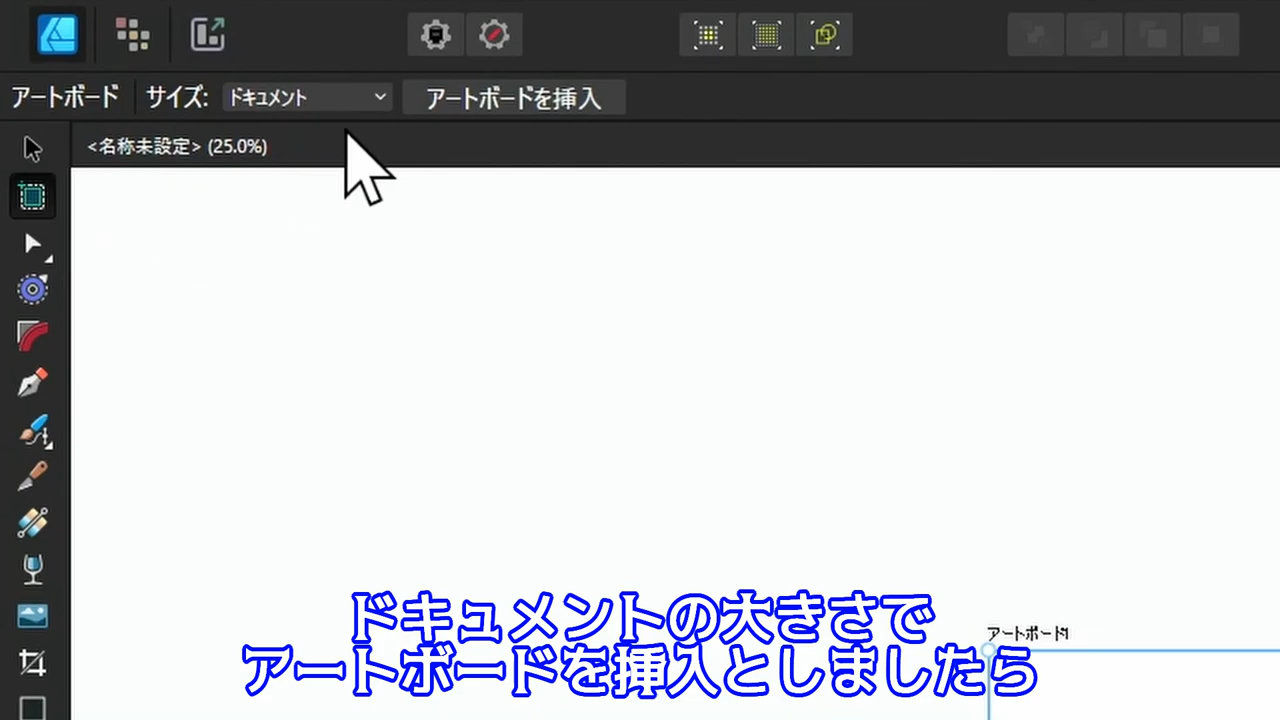 アートボード サイズ: ドキュメント アートボードを挿入
<名称未設定> (25.0%)
アートボード1
ドキュメントの大きさで
アートボードを挿入としましたら